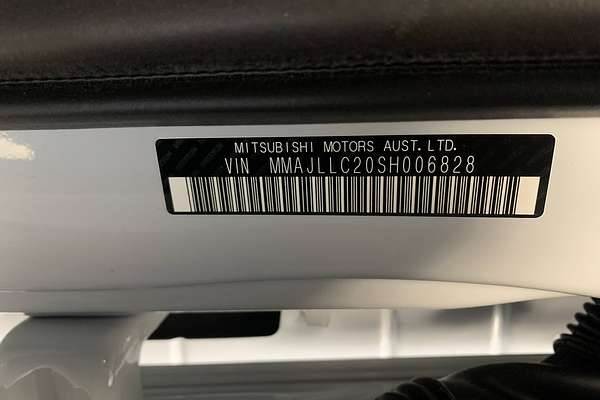 MITSUBISHI MOTORS AUST. LTD.
VIN MMAJLLC20SH006828